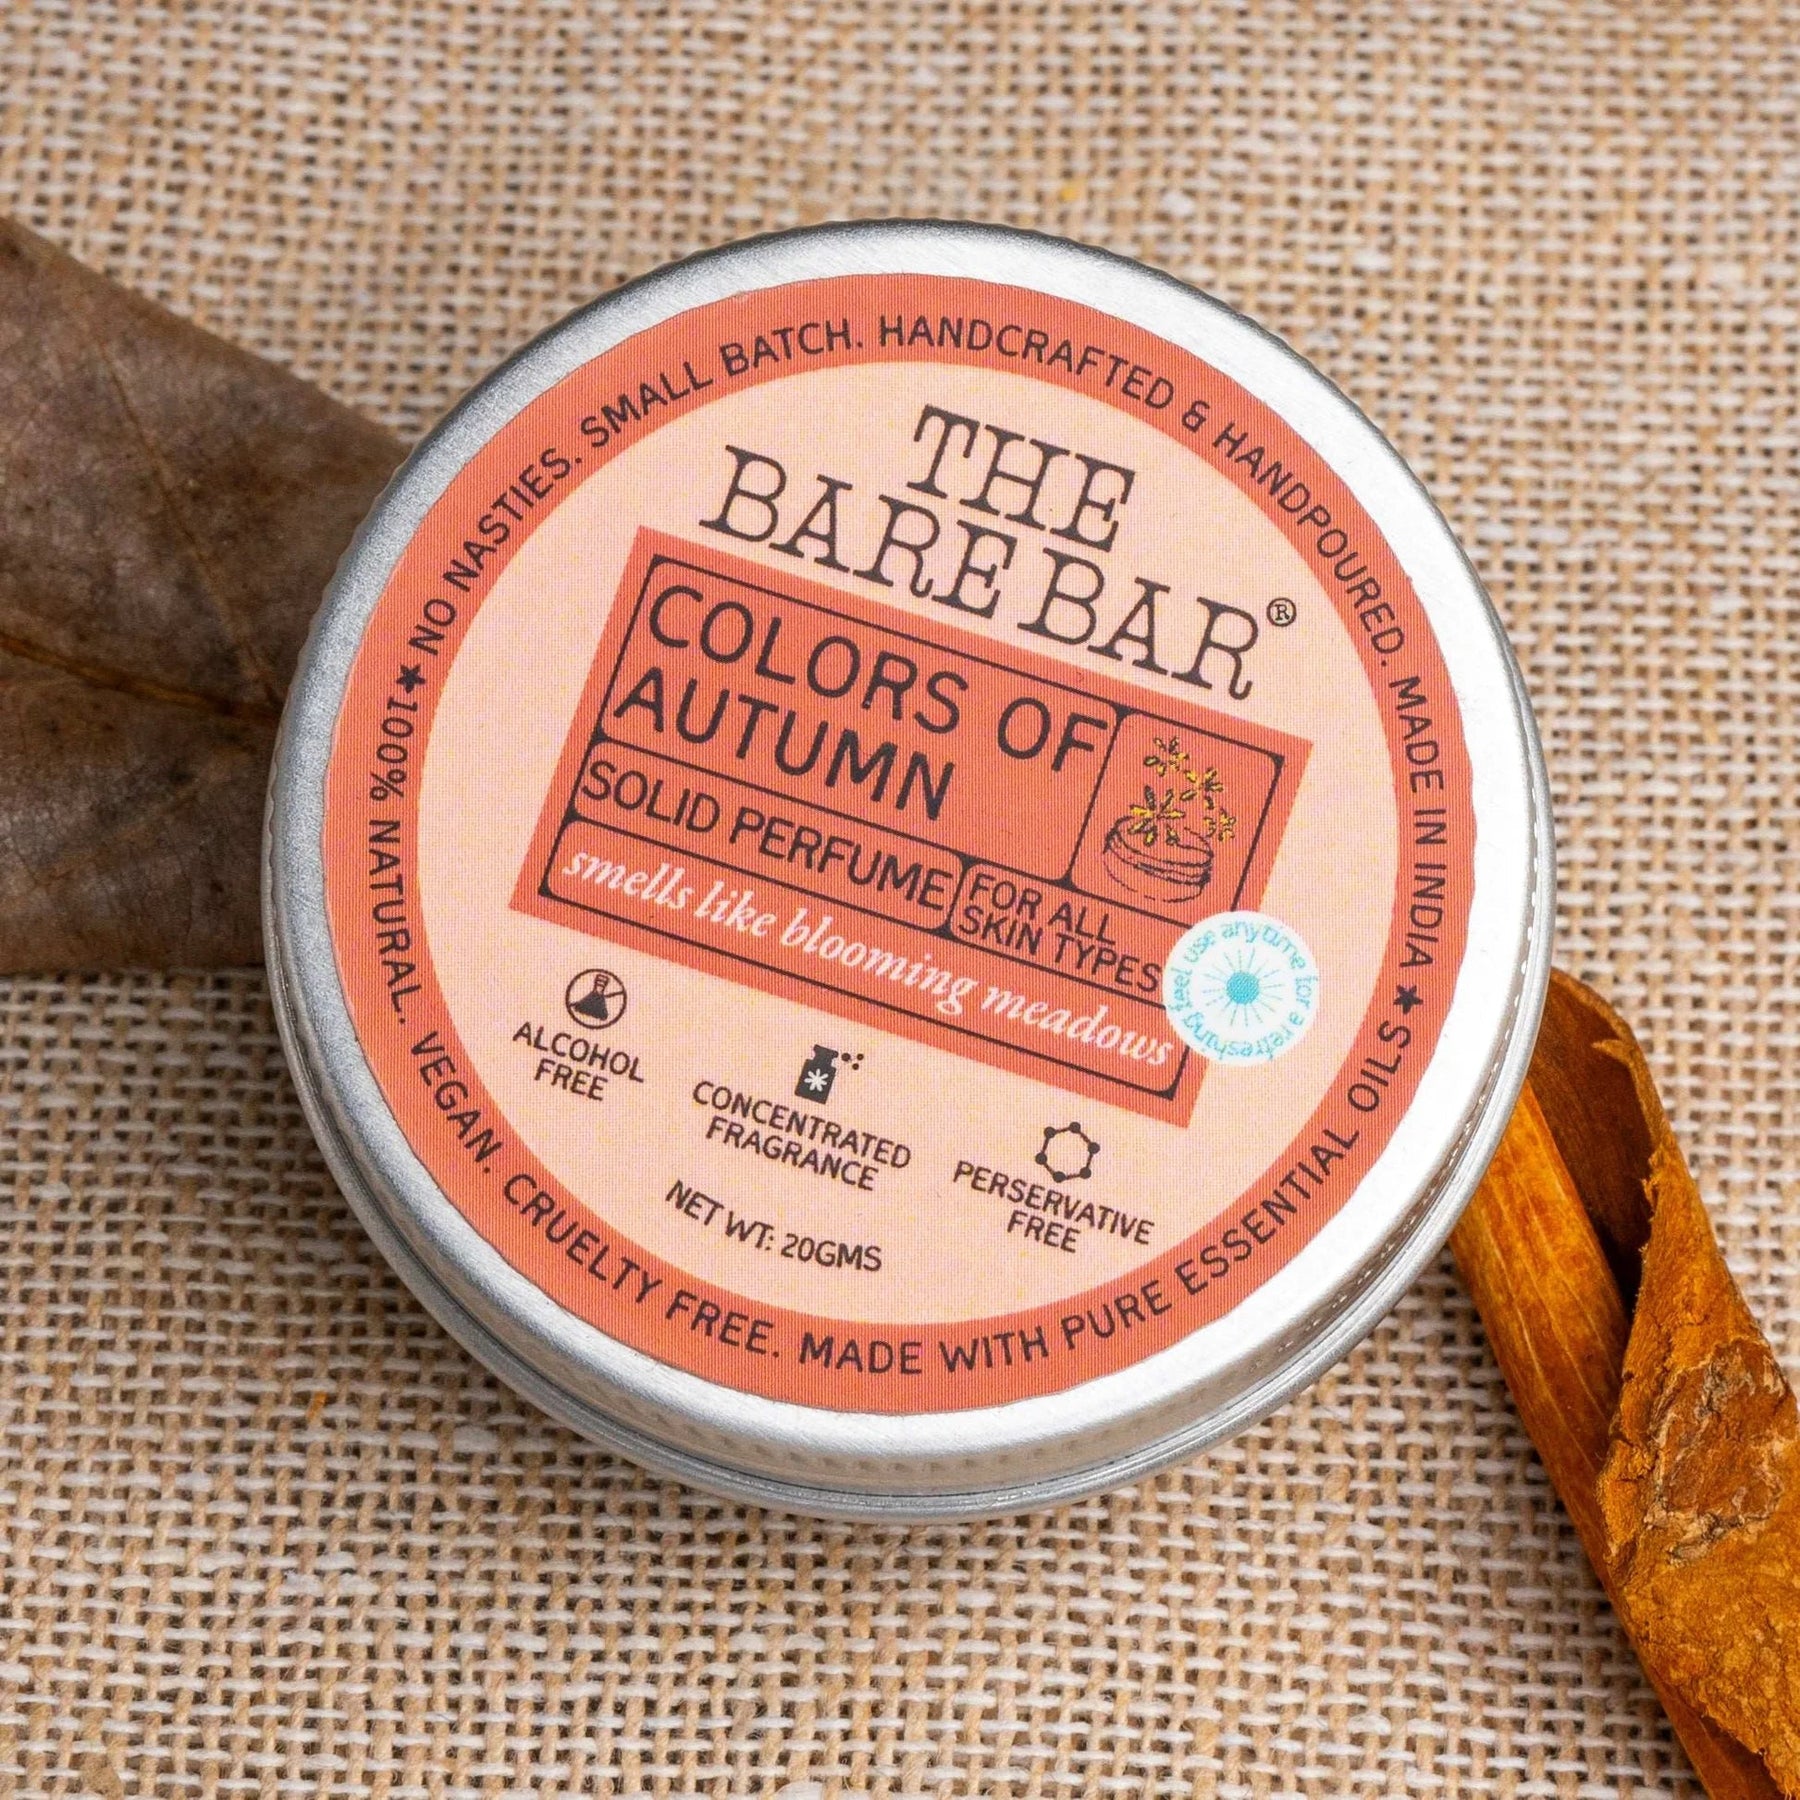 ★ NO NASTIES. SMALL BATCH. HANDCRAFTED & HANDPOURED. MADE IN INDIA ★
THE
BARE BAR®
COLORS OF
AUTUMN
SOLID PERFUME
FOR ALL
SKIN TYPES
smells like blooming meadows
use anytime for a refreshing feel
ALCOHOL
FREE
CONCENTRATED
FRAGRANCE
PERSERVATIVE
FREE
NET WT: 20GMS
100% NATURAL. VEGAN. CRUELTY FREE. MADE WITH PURE ESSENTIAL OILS